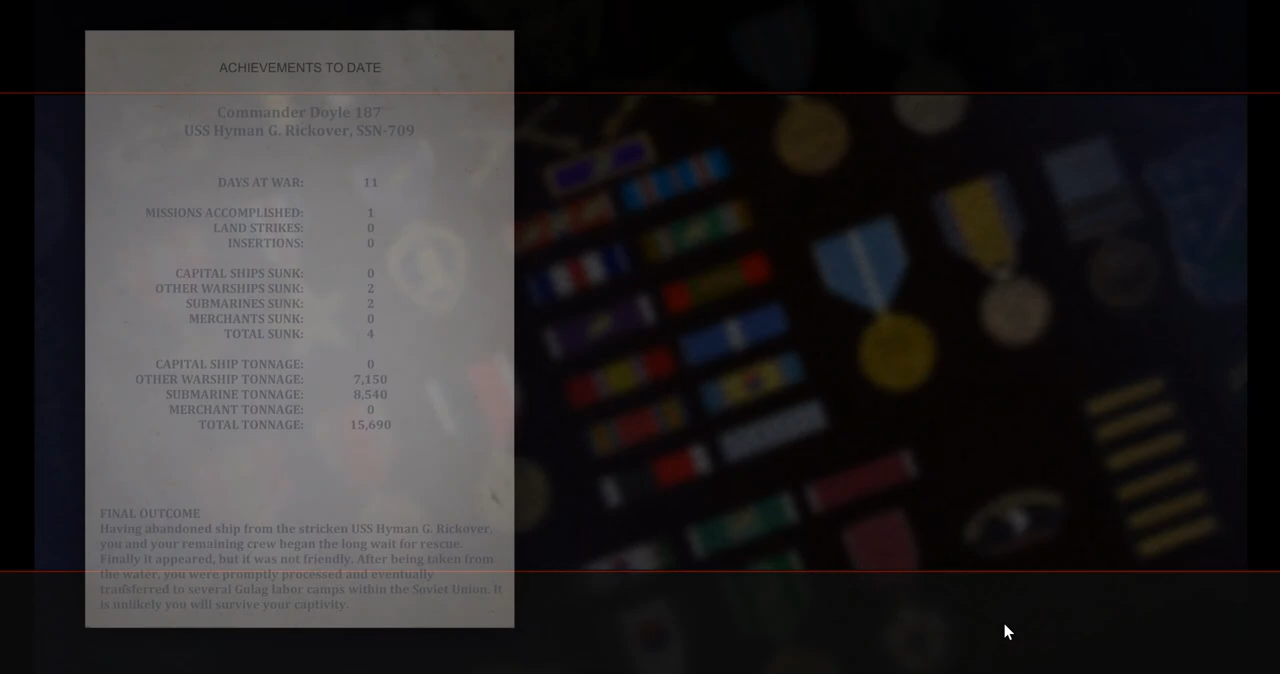 ACHIEVEMENTS TO DATE
Commander Doyle 187
USS Hyman G. Rickover, SSN-709
DAYS AT WAR: 11
MISSIONS ACCOMPLISHED: 1
LAND STRIKES: 0
INSERTIONS: 0
CAPITAL SHIPS SUNK: 0
OTHER WARSHIPS SUNK: 2
SUBMARINES SUNK: 2
MERCHANTS SUNK: 0
TOTAL SUNK: 4
CAPITAL SHIP TONNAGE: 0
OTHER WARSHIP TONNAGE: 7,150
SUBMARINE TONNAGE: 8,540
MERCHANT TONNAGE: 0
TOTAL TONNAGE: 15,690
FINAL OUTCOME
Having abandoned ship from the stricken USS Hyman G. Rickover,
you and your remaining crew began the long wait for rescue.
Finally it appeared, but it was not friendly. After being taken from
the water, you were promptly processed and eventually
transferred to several Gulag labor camps within the Soviet Union. It
is unlikely you will survive your captivity.